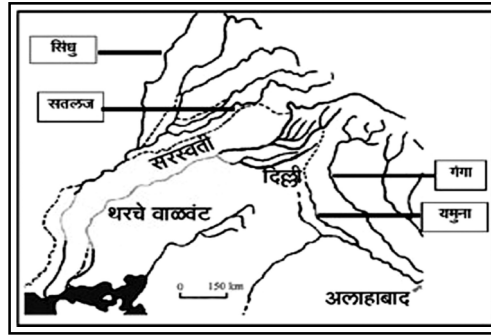 सिंधु
सतलज
सरस्वती
दिल्ली
गंगा
थरचे वाळवंट
यमुना
0 150 km
अलाहाबाद